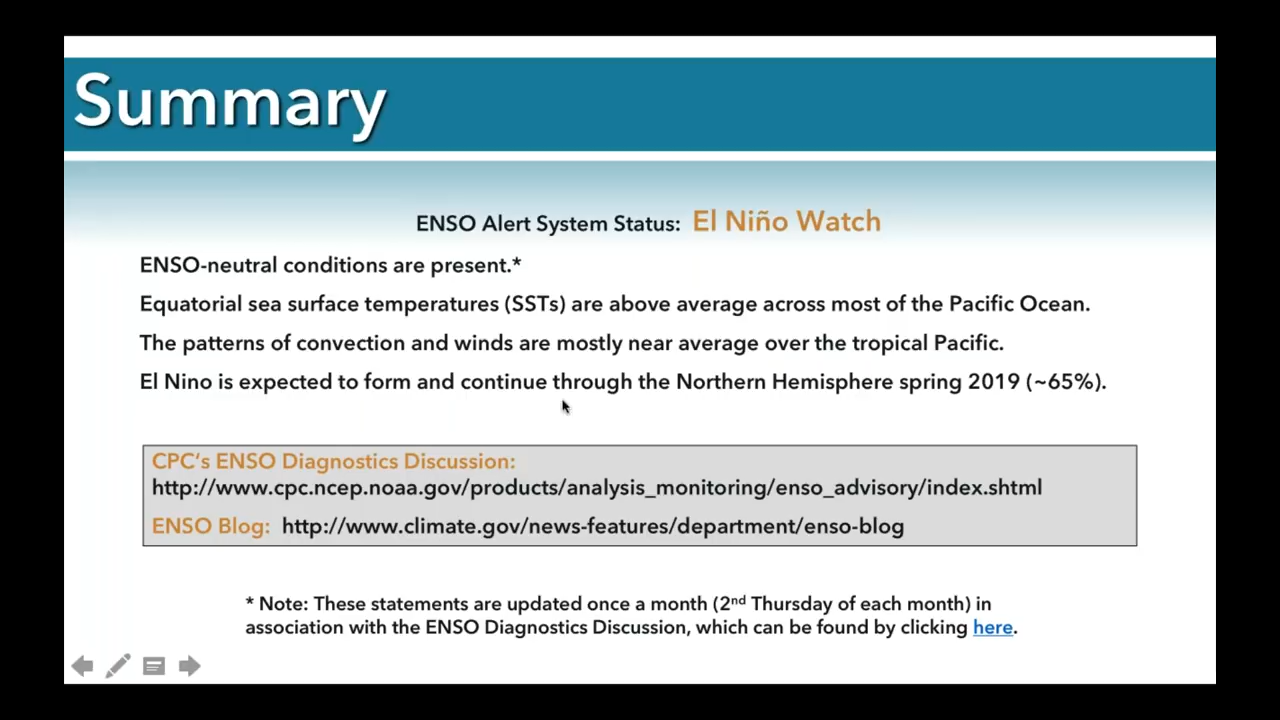 Summary
ENSO Alert System Status: El Niño Watch
ENSO-neutral conditions are present.*
Equatorial sea surface temperatures (SSTs) are above average across most of the Pacific Ocean.
The patterns of convection and winds are mostly near average over the tropical Pacific.
El Nino is expected to form and continue through the Northern Hemisphere spring 2019 (~65%).
CPC's ENSO Diagnostics Discussion:
http://www.cpc.ncep.noaa.gov/products/analysis_monitoring/enso_advisory/index.shtml
ENSO Blog: http://www.climate.gov/news-features/department/enso-blog
* Note: These statements are updated once a month (2nd Thursday of each month) in
association with the ENSO Diagnostics Discussion, which can be found by clicking here.